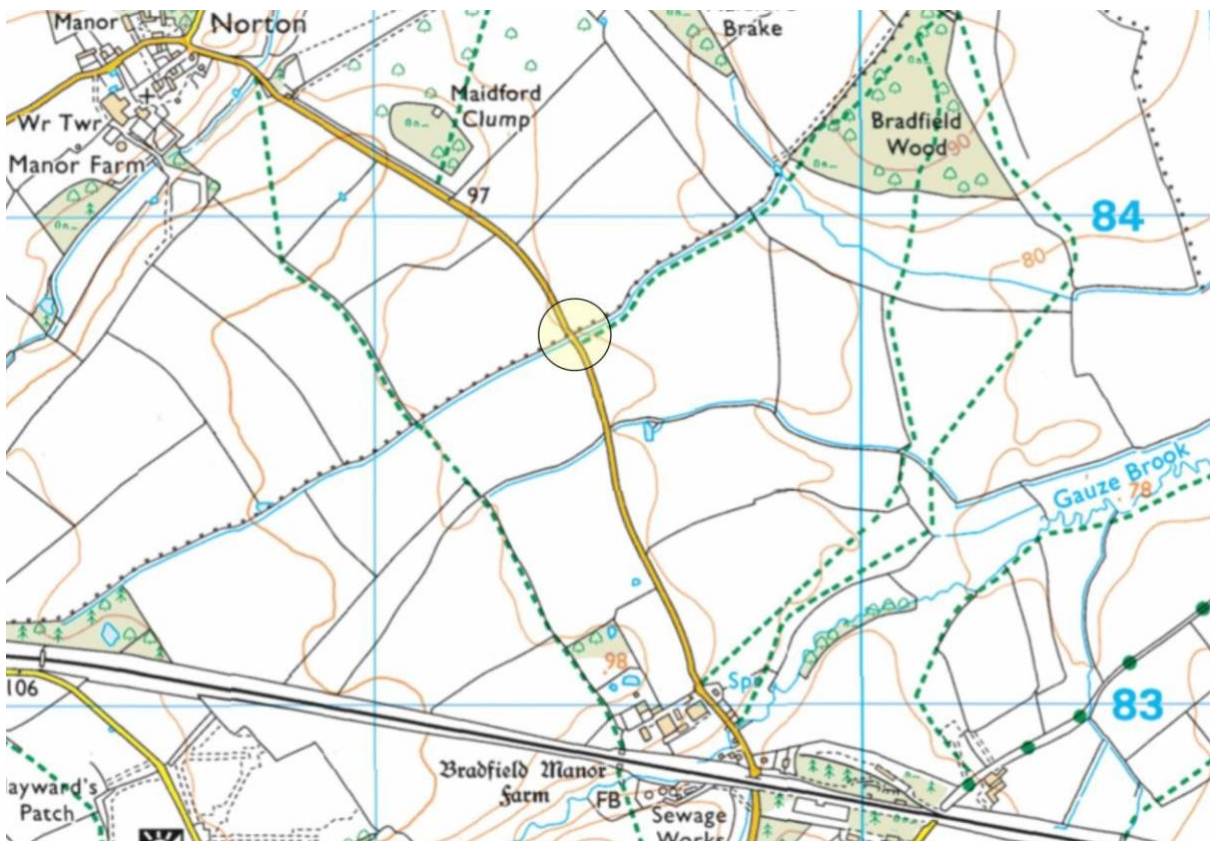 Manor
Norton
Brake
Maidford
Clump
Bradfield
Wood
90
Wr Twr
Manor Farm
97
84
80
Gauze Brook
78
98
Spr
106
83
Bradfield Manor
Farm
FB
Sewage
Works
ayward's
Patch